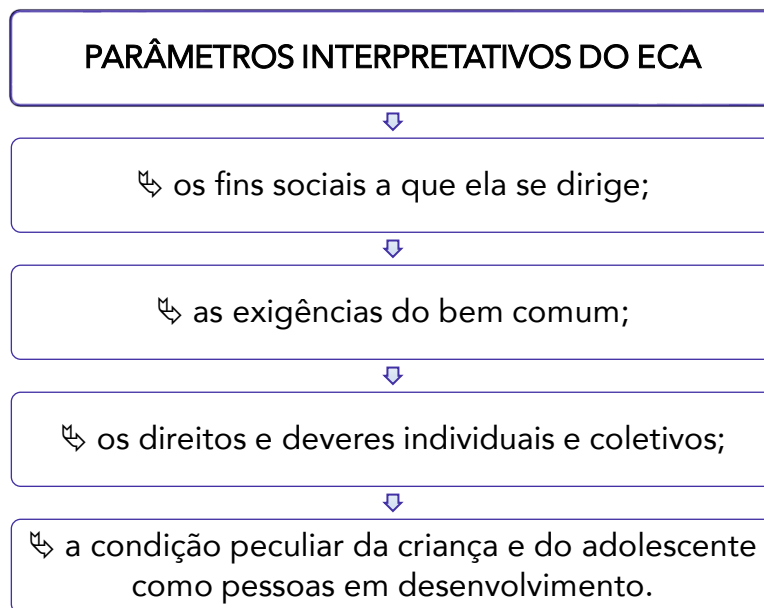 PARÂMETROS INTERPRETATIVOS DO ECA
↳ os fins sociais a que ela se dirige;
↳ as exigências do bem comum;
↳ os direitos e deveres individuais e coletivos;
↳ a condição peculiar da criança e do adolescente
como pessoas em desenvolvimento.